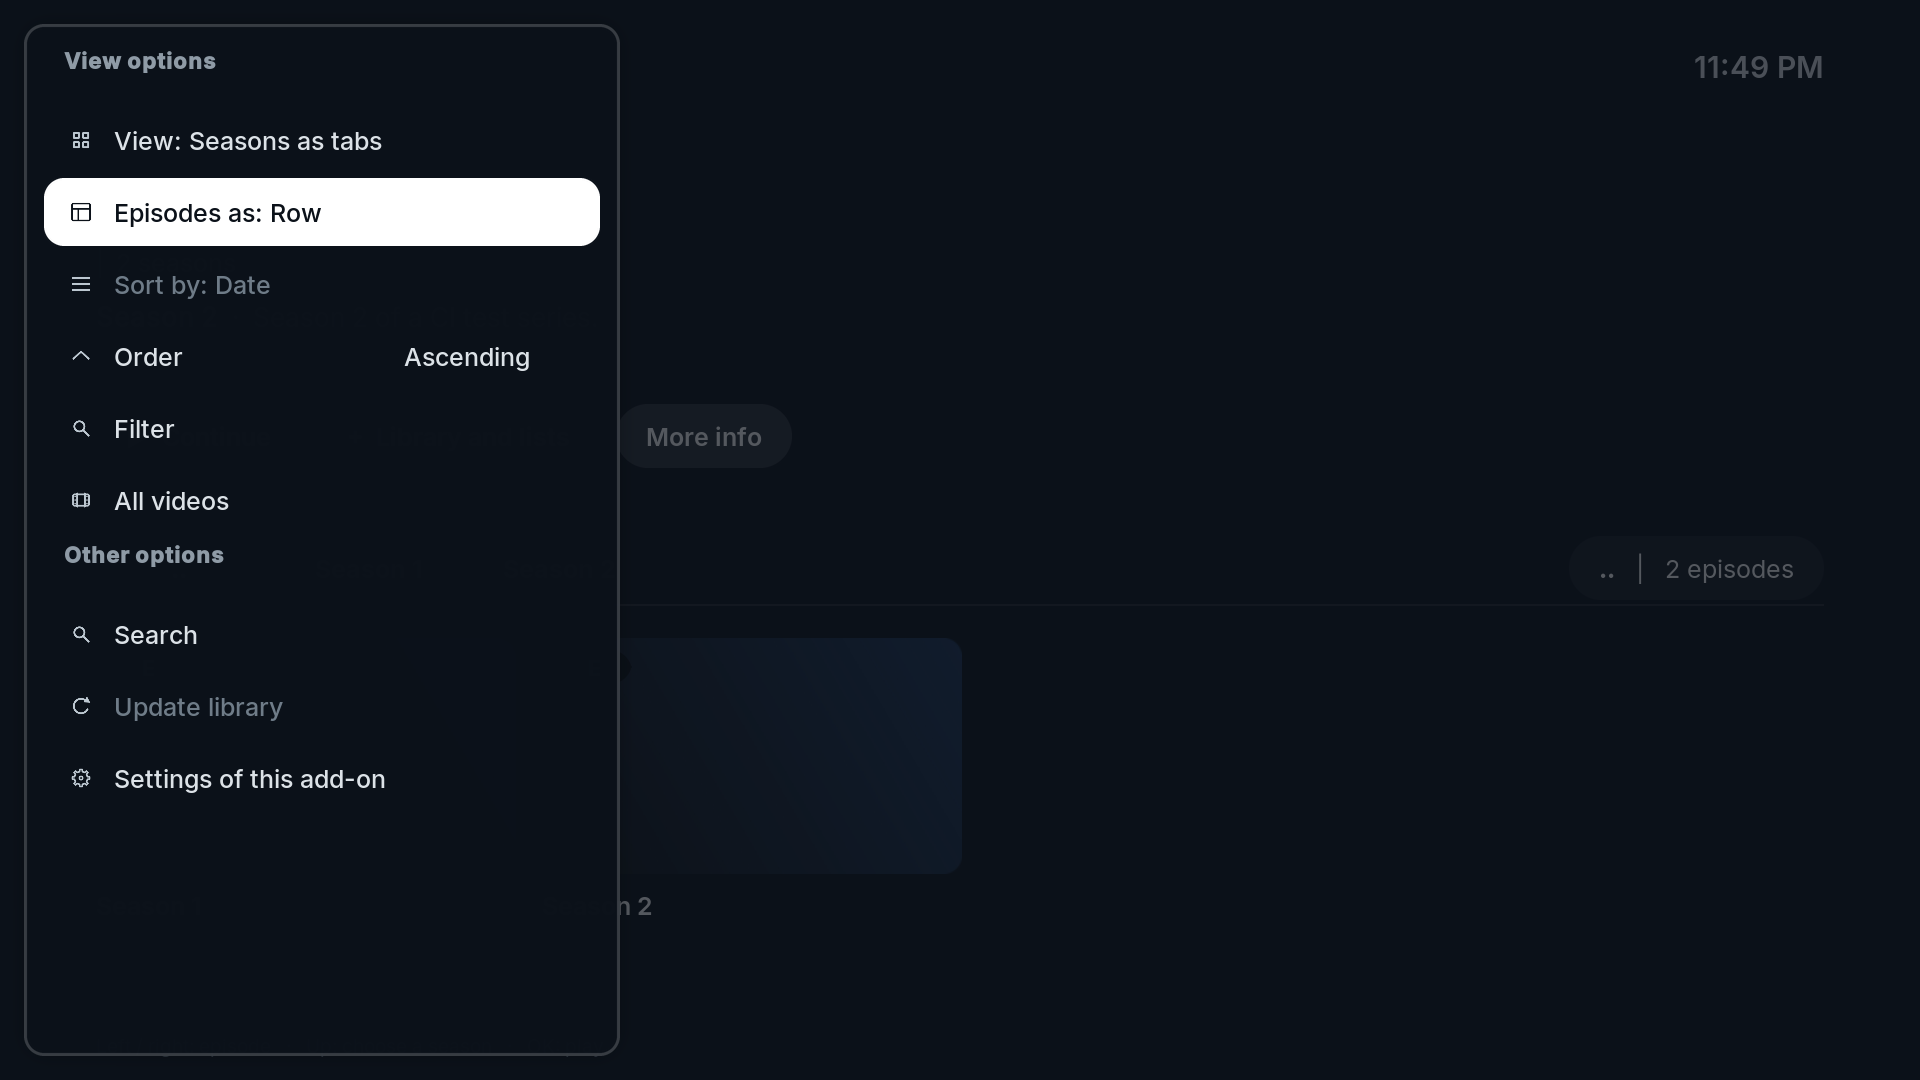 View options
View: Seasons as tabs
Episodes as: Row
Sort by: Date
Order Ascending
Filter
All videos
Other options
Search
Update library
Settings of this add-on
11:49 PM
More info
.. | 2 episodes
n 2